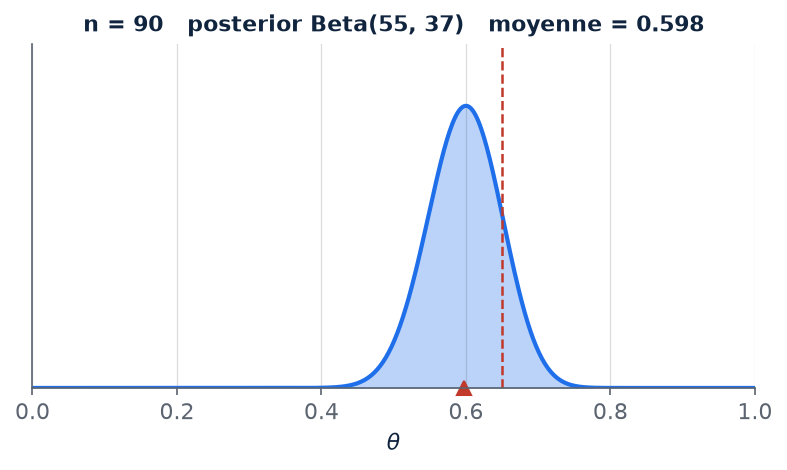 n = 90   posterior Beta(55, 37)   moyenne = 0.598
0.0 0.2 0.4 0.6 0.8 1.0
θ